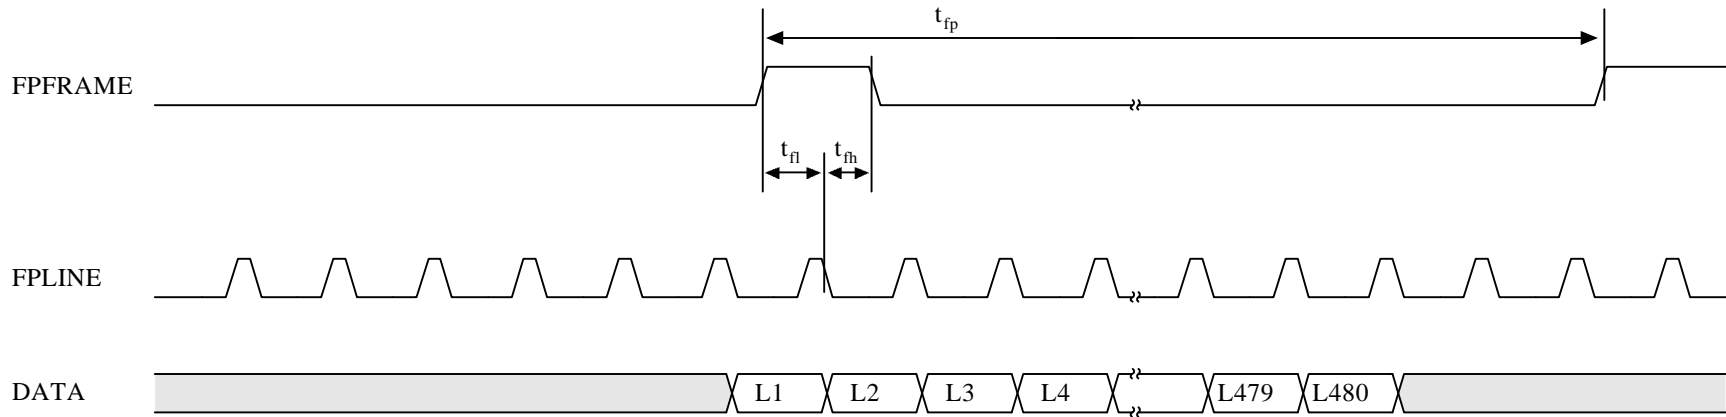 t_fp
FPFRAME
t_fl t_fh
FPLINE
DATA L1 L2 L3 L4 L479 L480